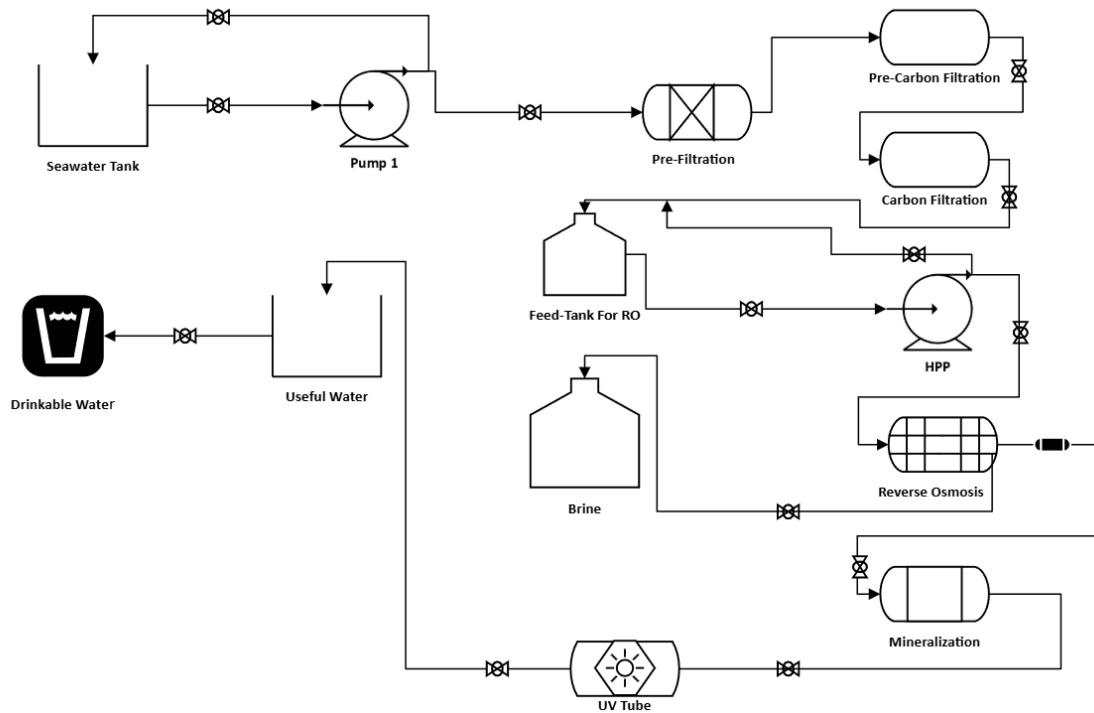 Pre-Carbon Filtration
Seawater Tank
Pump 1
Pre-Filtration
Carbon Filtration
Feed-Tank For RO
HPP
Drinkable Water
Useful Water
Brine
Reverse Osmosis
Mineralization
UV Tube